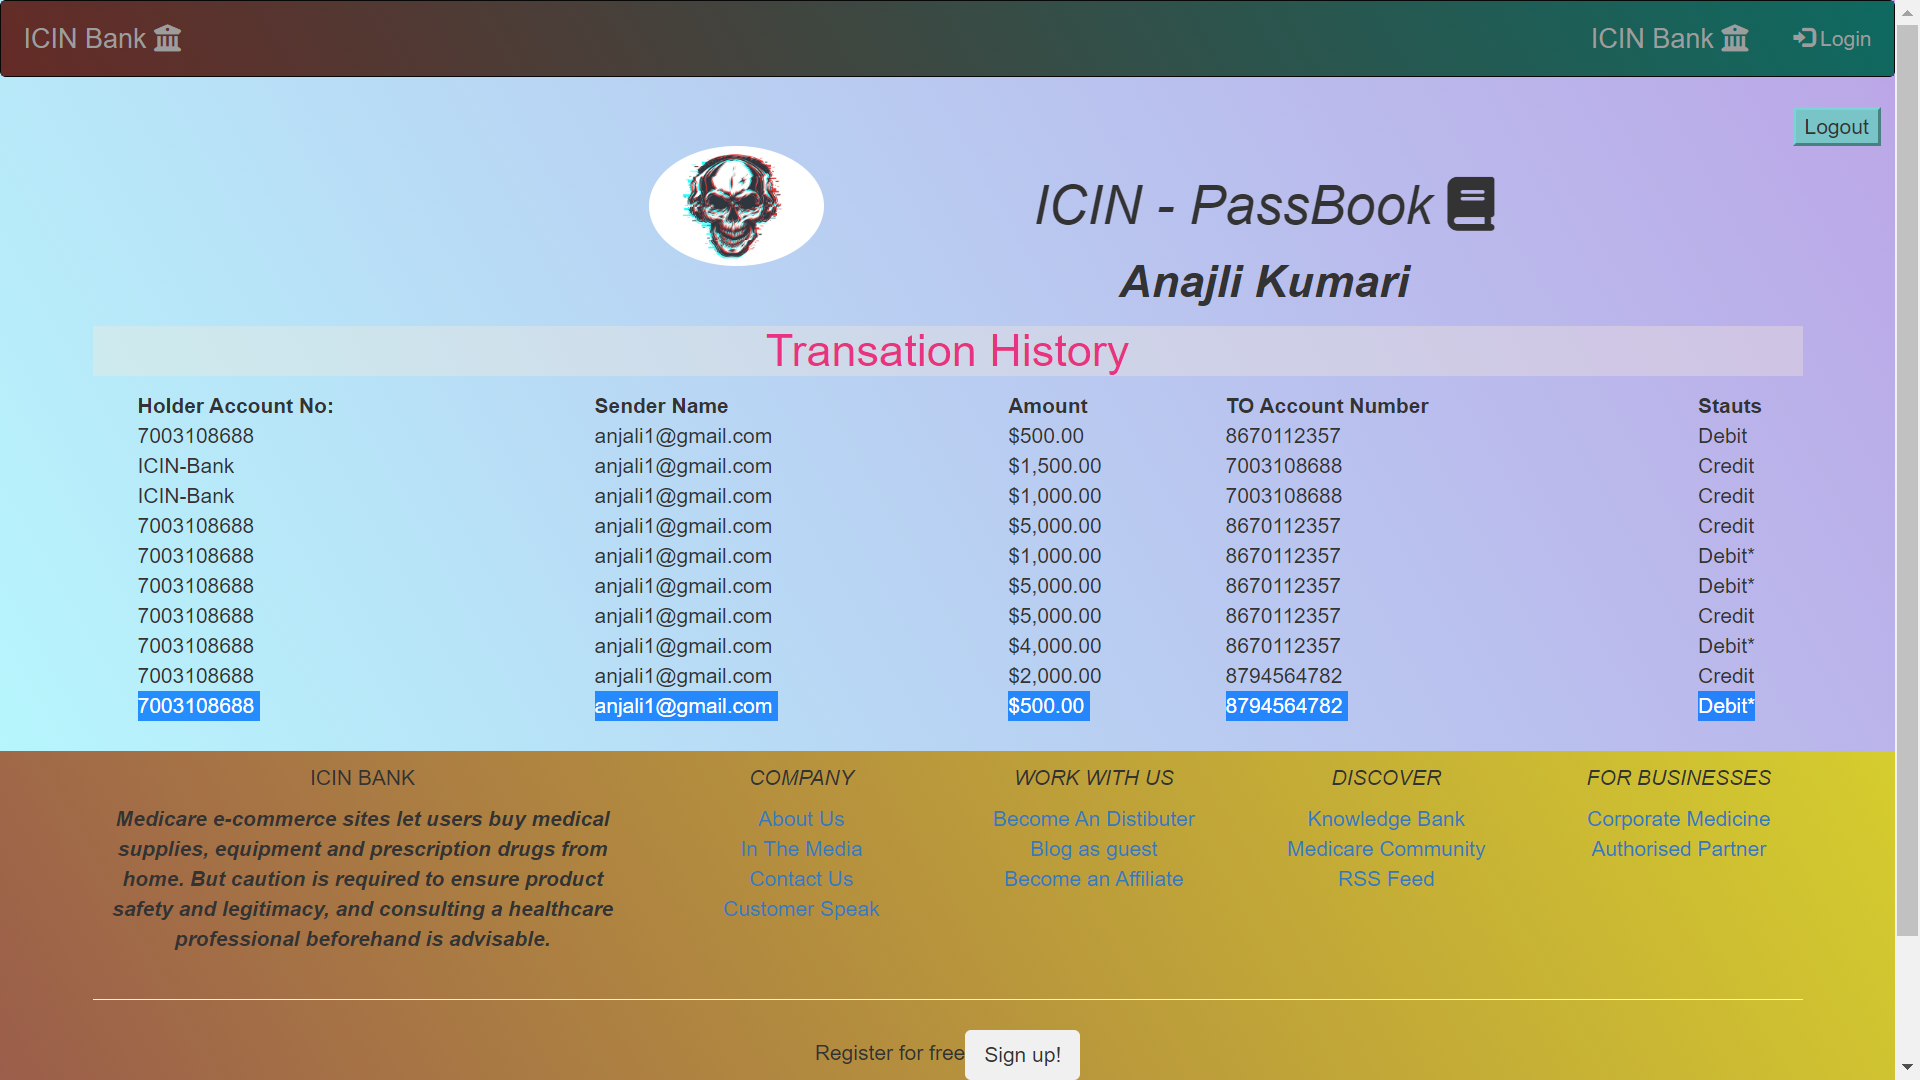 ICIN Bank
ICIN Bank Login
Logout
ICIN - PassBook
Anajli Kumari
Transation History
Holder Account No: Sender Name Amount TO Account Number Stauts
7003108688 anjali1@gmail.com $500.00 8670112357 Debit
ICIN-Bank anjali1@gmail.com $1,500.00 7003108688 Credit
ICIN-Bank anjali1@gmail.com $1,000.00 7003108688 Credit
7003108688 anjali1@gmail.com $5,000.00 8670112357 Credit
7003108688 anjali1@gmail.com $1,000.00 8670112357 Debit*
7003108688 anjali1@gmail.com $5,000.00 8670112357 Debit*
7003108688 anjali1@gmail.com $5,000.00 8670112357 Credit
7003108688 anjali1@gmail.com $4,000.00 8670112357 Debit*
7003108688 anjali1@gmail.com $2,000.00 8794564782 Credit
7003108688 anjali1@gmail.com $500.00 8794564782 Debit*
ICIN BANK
Medicare e-commerce sites let users buy medical
supplies, equipment and prescription drugs from
home. But caution is required to ensure product
safety and legitimacy, and consulting a healthcare
professional beforehand is advisable.
COMPANY
About Us
In The Media
Contact Us
Customer Speak
WORK WITH US
Become An Distibuter
Blog as guest
Become an Affiliate
DISCOVER
Knowledge Bank
Medicare Community
RSS Feed
FOR BUSINESSES
Corporate Medicine
Authorised Partner
Register for free Sign up!